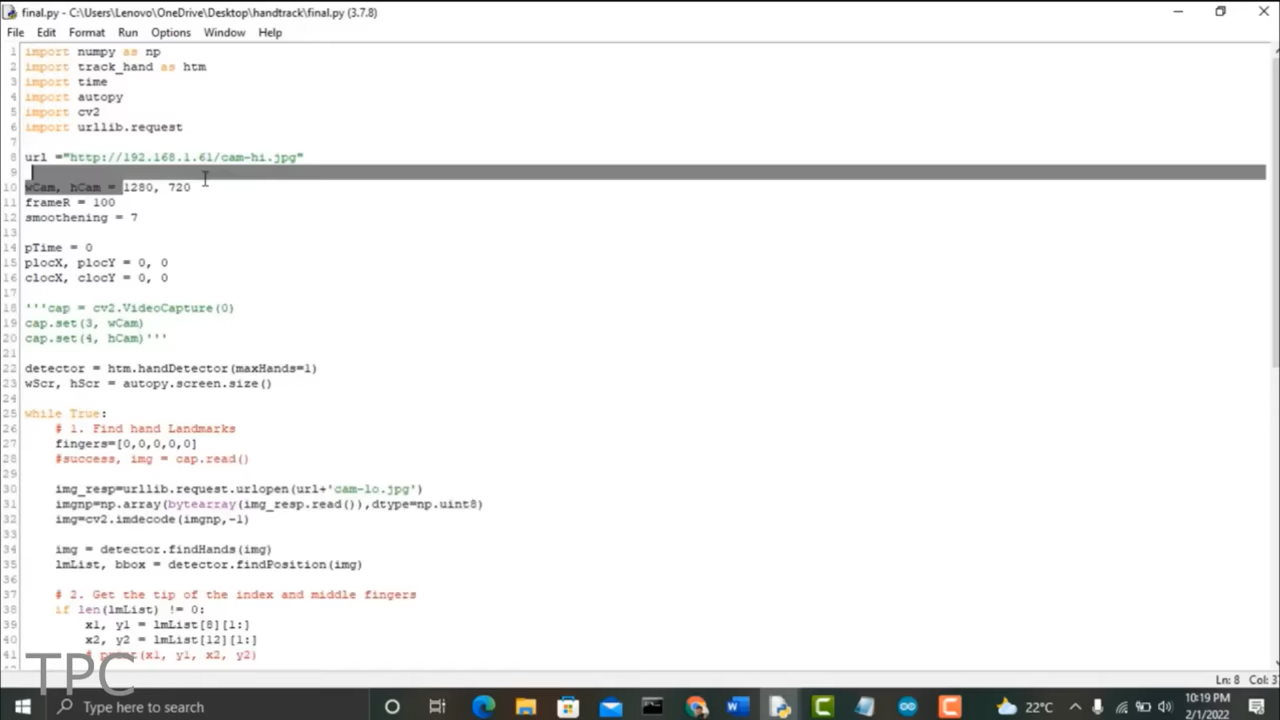 final.py - C:\Users\Lenovo\OneDrive\Desktop\handtrack\final.py (3.7.8)
File Edit Format Run Options Window Help
1 import numpy as np
2 import track_hand as htm
3 import time
4 import autopy
5 import cv2
6 import urllib.request
7
8 url ="http://192.168.1.61/cam-hi.jpg"
9
10 wCam, hCam = 1280, 720
11 frameR = 100
12 smoothening = 7
13
14 pTime = 0
15 plocX, plocY = 0, 0
16 clocX, clocY = 0, 0
17
18 '''cap = cv2.VideoCapture(0)
19 cap.set(3, wCam)
20 cap.set(4, hCam)'''
21
22 detector = htm.handDetector(maxHands=1)
23 wScr, hScr = autopy.screen.size()
24
25 while True:
26 # 1. Find hand Landmarks
27 fingers=[0,0,0,0,0]
28 #success, img = cap.read()
29
30 img_resp=urllib.request.urlopen(url+'cam-lo.jpg')
31 imgnp=np.array(bytearray(img_resp.read()),dtype=np.uint8)
32 img=cv2.imdecode(imgnp,-1)
33
34 img = detector.findHands(img)
35 lmList, bbox = detector.findPosition(img)
36
37 # 2. Get the tip of the index and middle fingers
38 if len(lmList) != 0:
39 x1, y1 = lmList[8][1:]
40 x2, y2 = lmList[12][1:]
41 # print(x1, y1, x2, y2)
TPC
Ln: 8 Col: 3
Type here to search
22°C
10:19 PM
2/1/2022